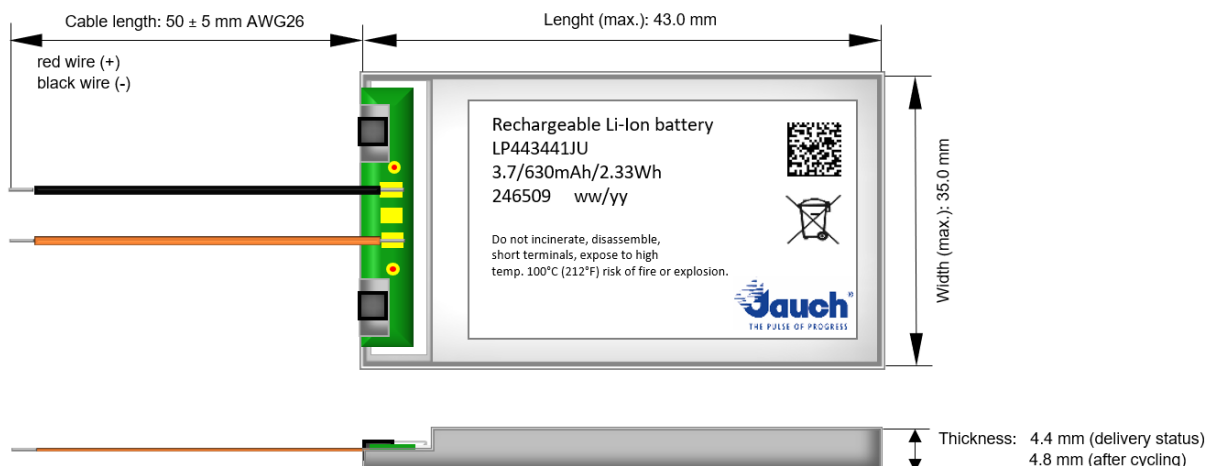 Cable length: 50 ± 5 mm AWG26
Lenght (max.): 43.0 mm
red wire (+)
black wire (-)
Rechargeable Li-Ion battery
LP443441JU
3.7/630mAh/2.33Wh
246509 ww/yy
Do not incinerate, disassemble,
short terminals, expose to high
temp. 100°C (212°F) risk of fire or explosion.
Jauch®
THE PULSE OF PROGRESS
Width (max.): 35.0 mm
Thickness: 4.4 mm (delivery status)
4.8 mm (after cycling)